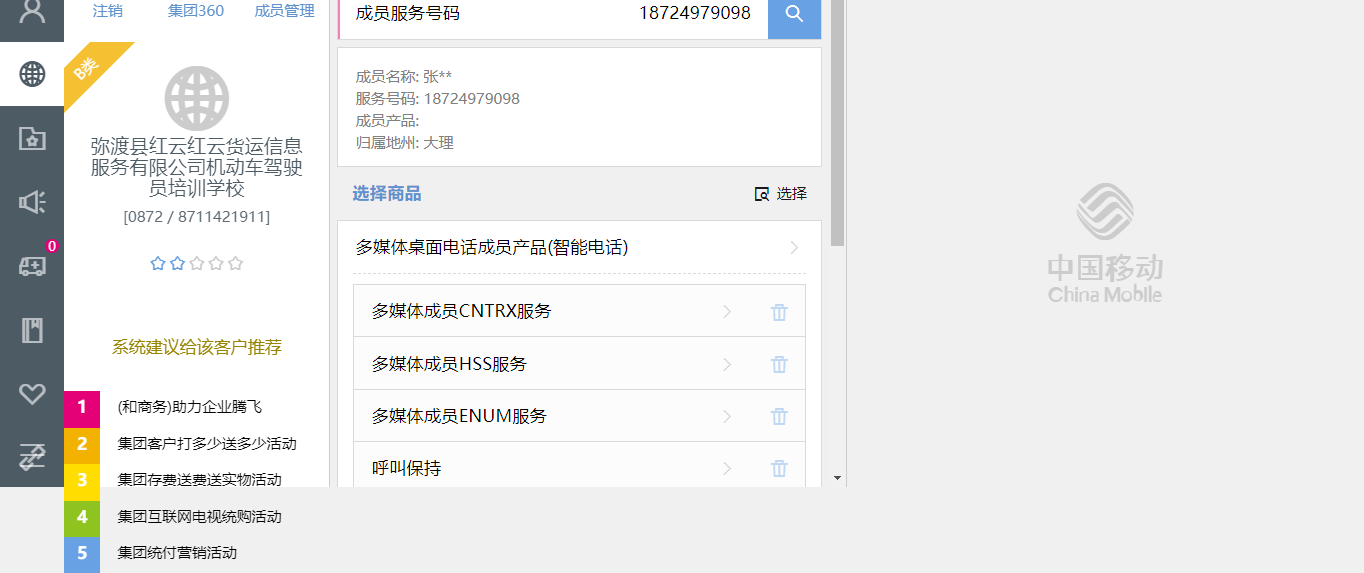 注销 集团360 成员管理
B类
弥渡县红云红云货运信息
服务有限公司机动车驾驶
员培训学校
[0872 / 8711421911]
0
系统建议给该客户推荐
1 (和商务)助力企业腾飞
2 集团客户打多少送多少活动
3 集团存费送费送实物活动
4 集团互联网电视统购活动
5 集团统付营销活动
成员服务号码 18724979098
成员名称: 张**
服务号码: 18724979098
成员产品:
归属地州: 大理
选择商品 选择
多媒体桌面电话成员产品(智能电话)
多媒体成员CNTRX服务
多媒体成员HSS服务
多媒体成员ENUM服务
呼叫保持
中国移动
China Mobile